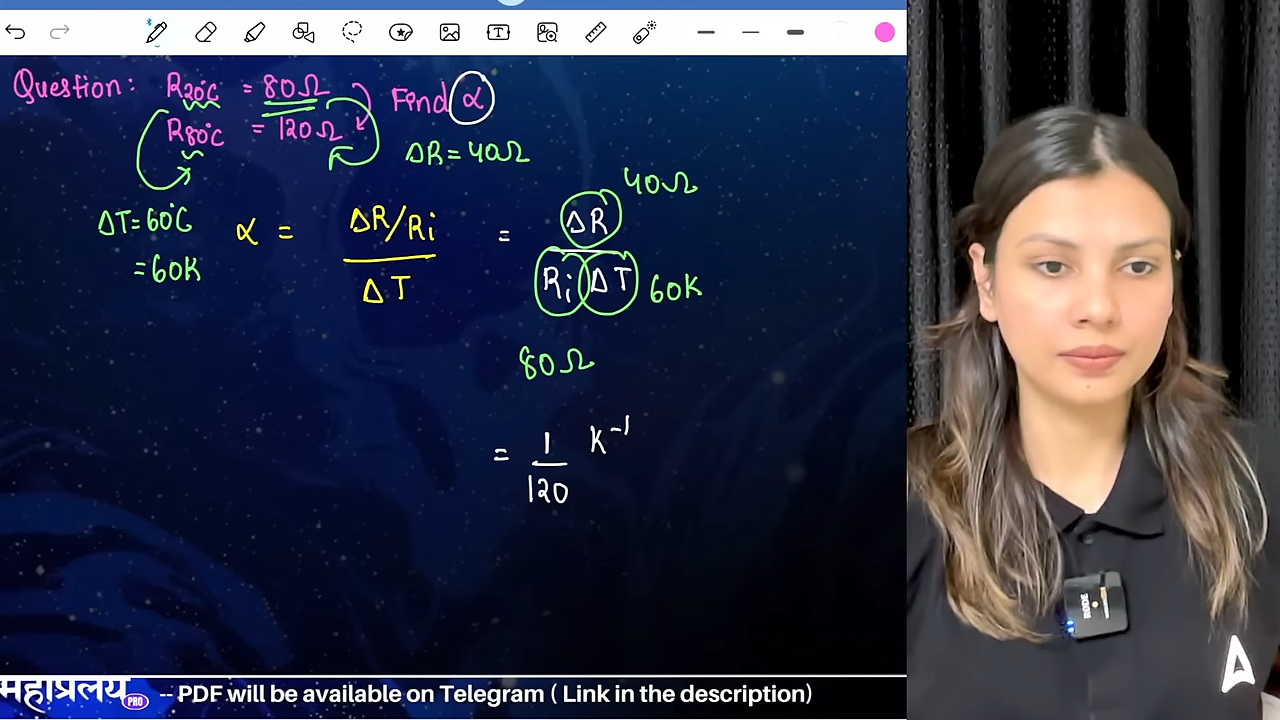 Question: R20°C = 80Ω Find α
R80°C = 120Ω
ΔR = 40Ω
40Ω
ΔT = 60°C α = ΔR/Ri = ΔR
= 60K ΔT Ri ΔT 60K
80Ω
= 1 K⁻¹
120
महाप्रलय PRO -- PDF will be available on Telegram ( Link in the description)
RODE